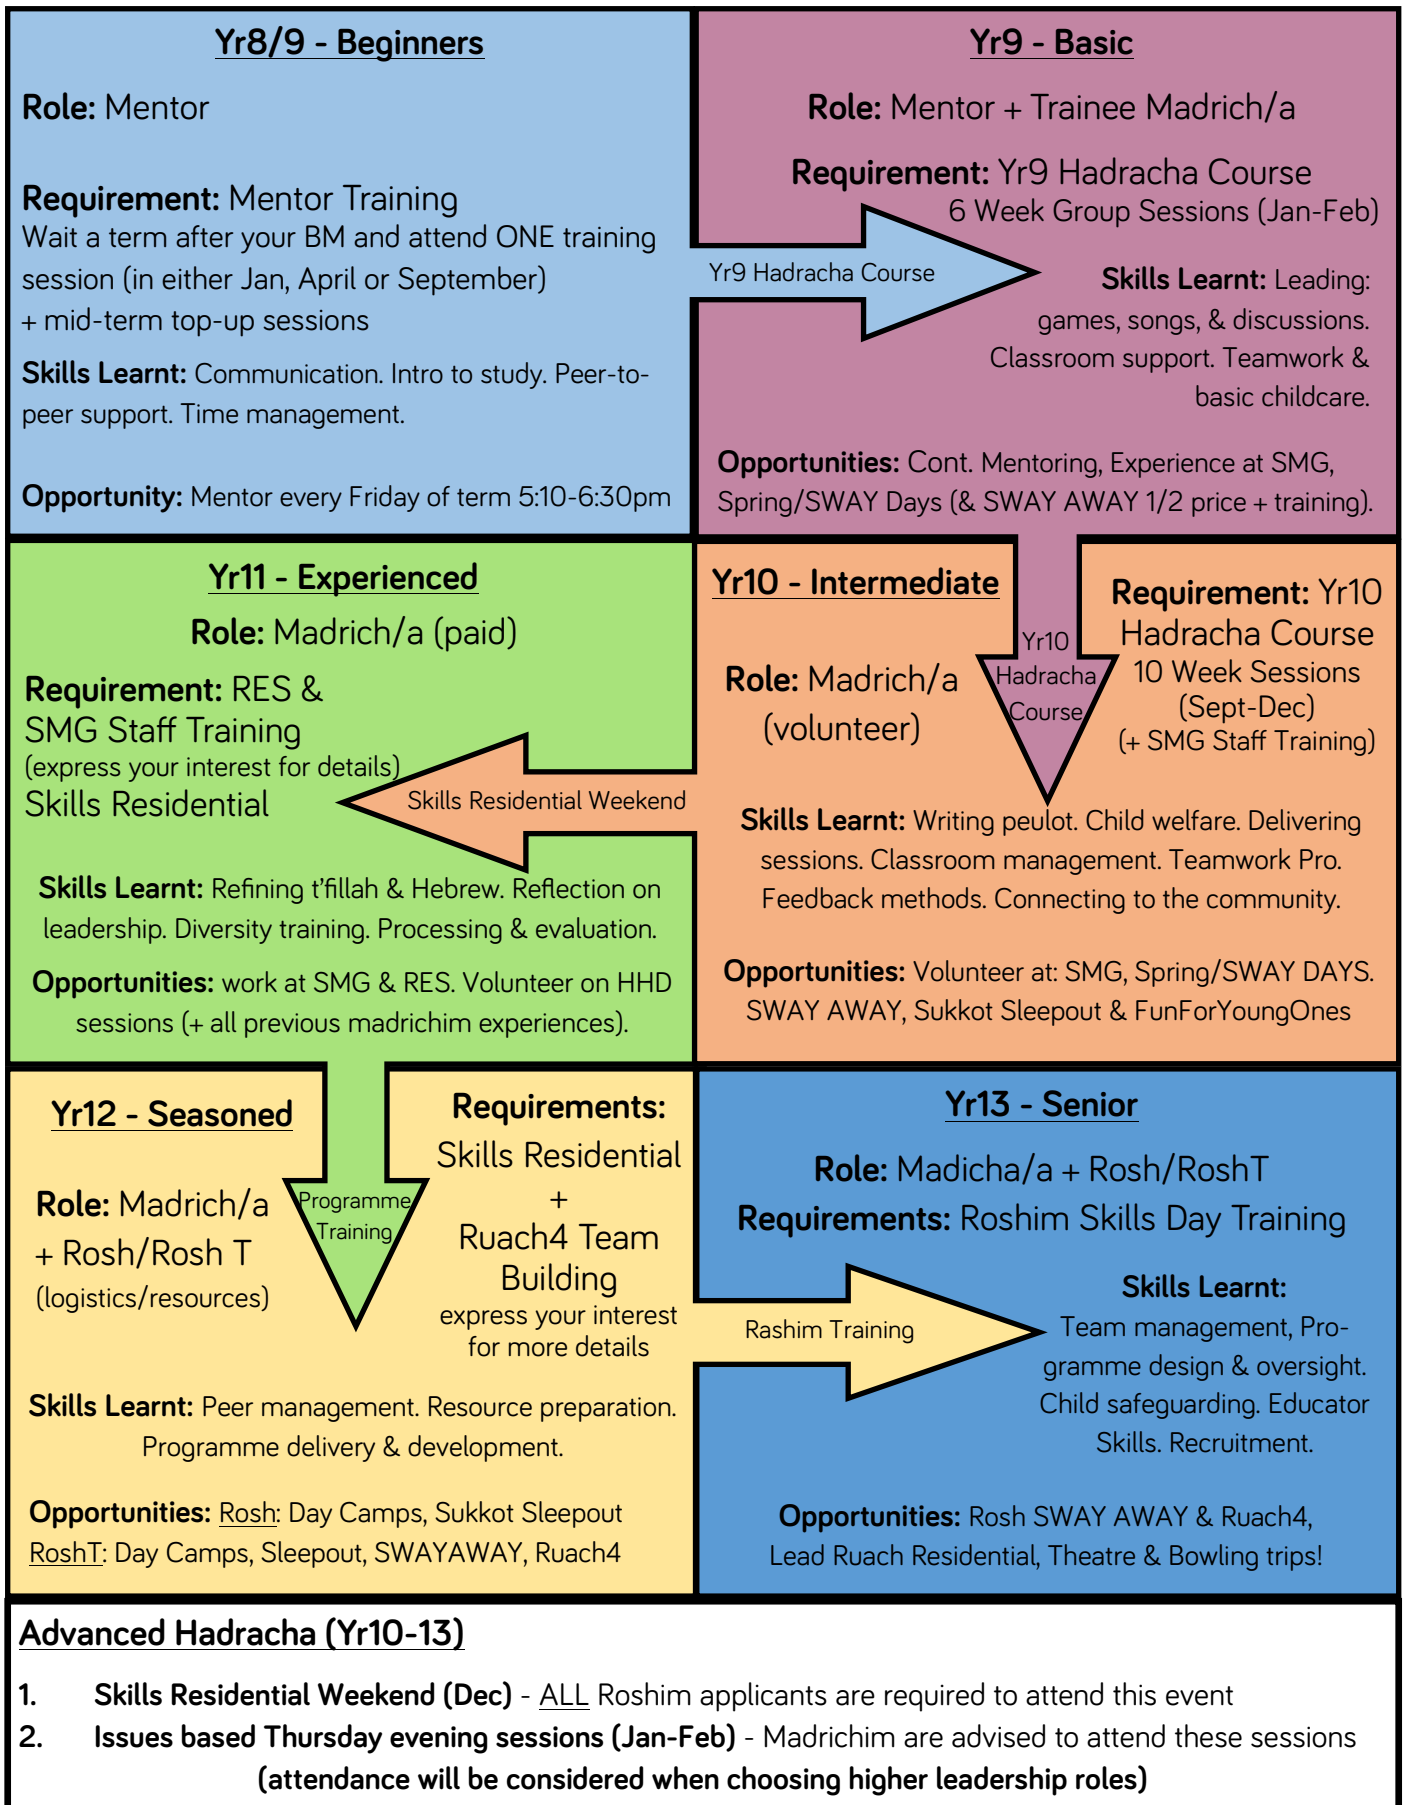 Yr8/9 - Beginners
Role: Mentor
Requirement: Mentor Training
Wait a term after your BM and attend ONE training
session (in either Jan, April or September)
+ mid-term top-up sessions
Skills Learnt: Communication. Intro to study. Peer-to-
peer support. Time management.
Opportunity: Mentor every Friday of term 5:10-6:30pm
Yr9 Hadracha Course
Yr9 - Basic
Role: Mentor + Trainee Madrich/a
Requirement: Yr9 Hadracha Course
6 Week Group Sessions (Jan-Feb)
Skills Learnt: Leading:
games, songs, & discussions.
Classroom support. Teamwork &
basic childcare.
Opportunities: Cont. Mentoring, Experience at SMG,
Spring/SWAY Days (& SWAY AWAY 1/2 price + training).
Yr10
Hadracha
Course
Yr10 - Intermediate
Role: Madrich/a
(volunteer)
Requirement: Yr10
Hadracha Course
10 Week Sessions
(Sept-Dec)
(+ SMG Staff Training)
Skills Learnt: Writing peulot. Child welfare. Delivering
sessions. Classroom management. Teamwork Pro.
Feedback methods. Connecting to the community.
Opportunities: Volunteer at: SMG, Spring/SWAY DAYS.
SWAY AWAY, Sukkot Sleepout & FunForYoungOnes
Skills Residential Weekend
Yr11 - Experienced
Role: Madrich/a (paid)
Requirement: RES &
SMG Staff Training
(express your interest for details)
Skills Residential
Skills Learnt: Refining t'fillah & Hebrew. Reflection on
leadership. Diversity training. Processing & evaluation.
Opportunities: work at SMG & RES. Volunteer on HHD
sessions (+ all previous madrichim experiences).
Programme
Training
Yr12 - Seasoned
Role: Madrich/a
+ Rosh/Rosh T
(logistics/resources)
Requirements:
Skills Residential
+
Ruach4 Team
Building
express your interest
for more details
Skills Learnt: Peer management. Resource preparation.
Programme delivery & development.
Opportunities: Rosh: Day Camps, Sukkot Sleepout
RoshT: Day Camps, Sleepout, SWAYAWAY, Ruach4
Rashim Training
Yr13 - Senior
Role: Madicha/a + Rosh/RoshT
Requirements: Roshim Skills Day Training
Skills Learnt:
Team management, Pro-
gramme design & oversight.
Child safeguarding. Educator
Skills. Recruitment.
Opportunities: Rosh SWAY AWAY & Ruach4,
Lead Ruach Residential, Theatre & Bowling trips!
Advanced Hadracha (Yr10-13)
1. Skills Residential Weekend (Dec) - ALL Roshim applicants are required to attend this event
2. Issues based Thursday evening sessions (Jan-Feb) - Madrichim are advised to attend these sessions
(attendance will be considered when choosing higher leadership roles)